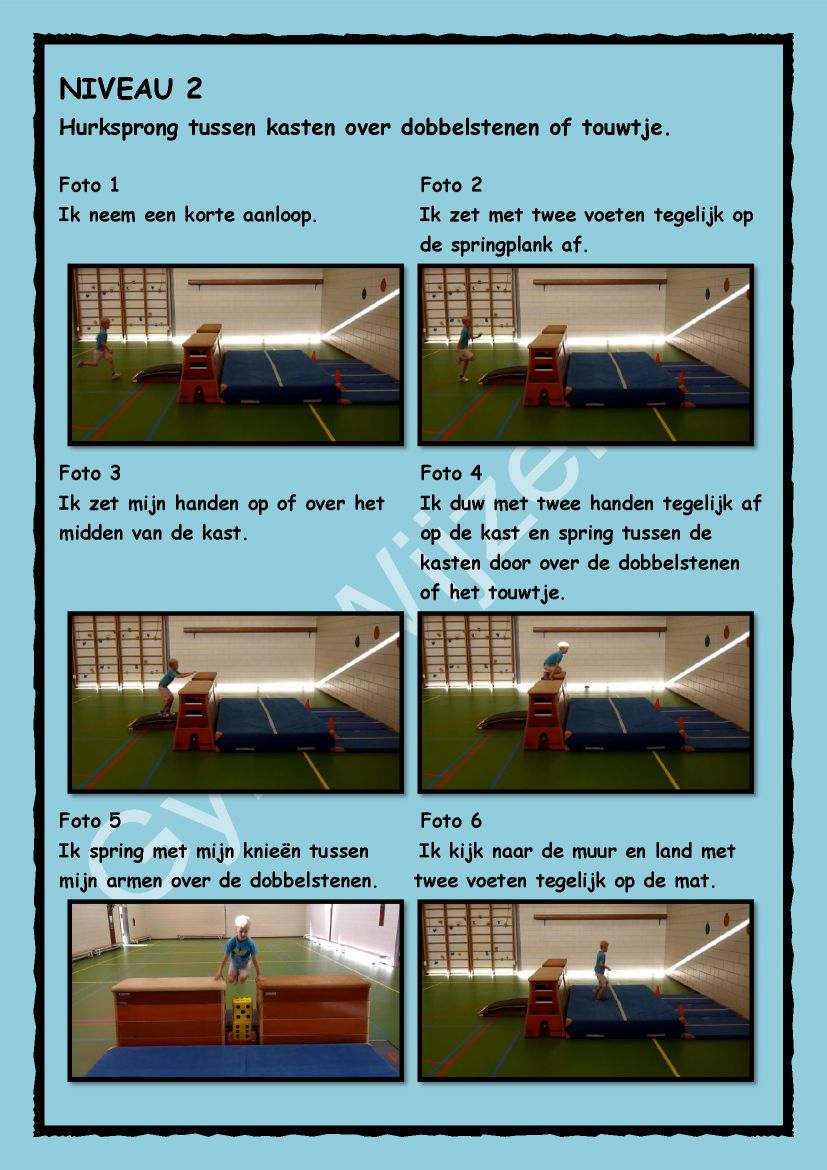 NIVEAU 2
Hurksprong tussen kasten over dobbelstenen of touwtje.
Foto 1
Ik neem een korte aanloop.
Foto 2
Ik zet met twee voeten tegelijk op
de springplank af.
Foto 3
Ik zet mijn handen op of over het
midden van de kast.
Foto 4
Ik duw met twee handen tegelijk af
op de kast en spring tussen de
kasten door over de dobbelstenen
of het touwtje.
Foto 5
Ik spring met mijn knieën tussen
mijn armen over de dobbelstenen.
Foto 6
Ik kijk naar de muur en land met
twee voeten tegelijk op de mat.